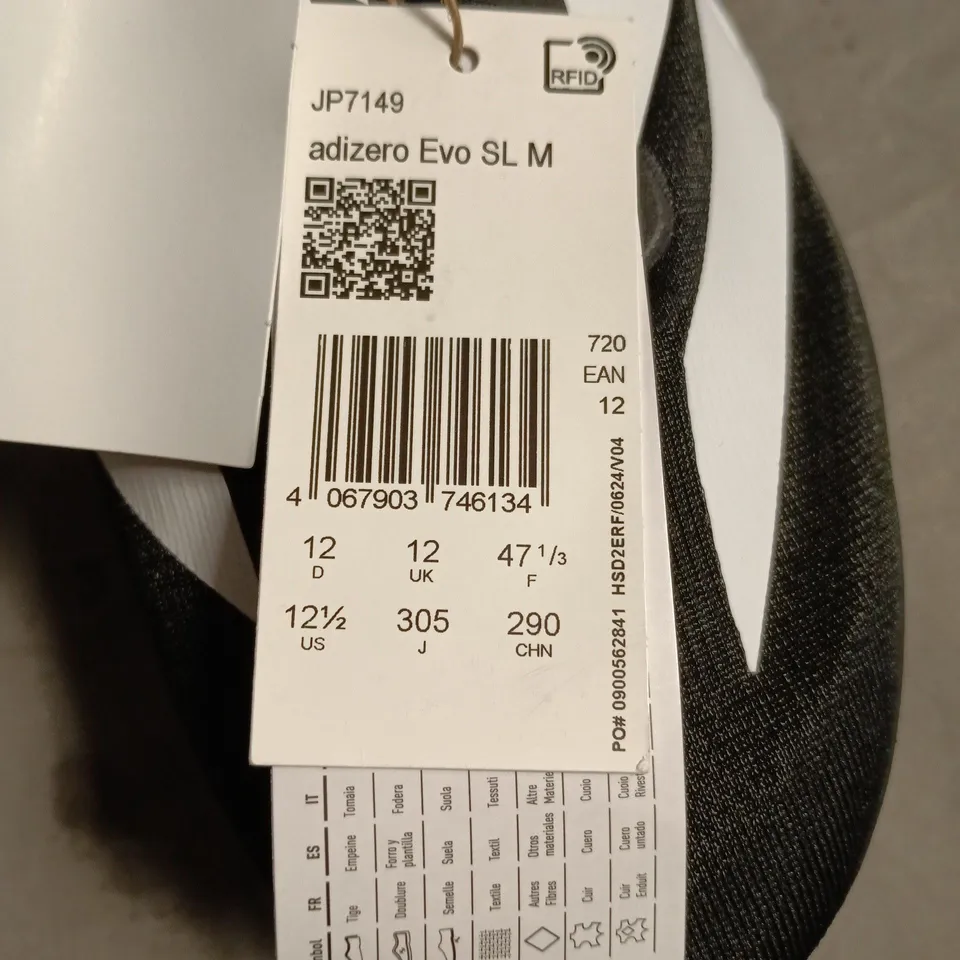 RFID
JP7149
adizero Evo SL M
720
EAN
12
4 067903 746134
12 12 47 1/3
D UK F
12½ 305 290
US J CHN
PO# 0900562841 HSD2ERF/0624/V04
IT Tomaia Fodera Suola Tessuti Altre Materie Cuoio Cuoio Rivest
ES Empeine Forro y plantilla Suela Textil Otros materiales Cuero Cuero untado
FR Tige Doublure Semelle Textile Autres Fibres Cuir Cuir Enduit